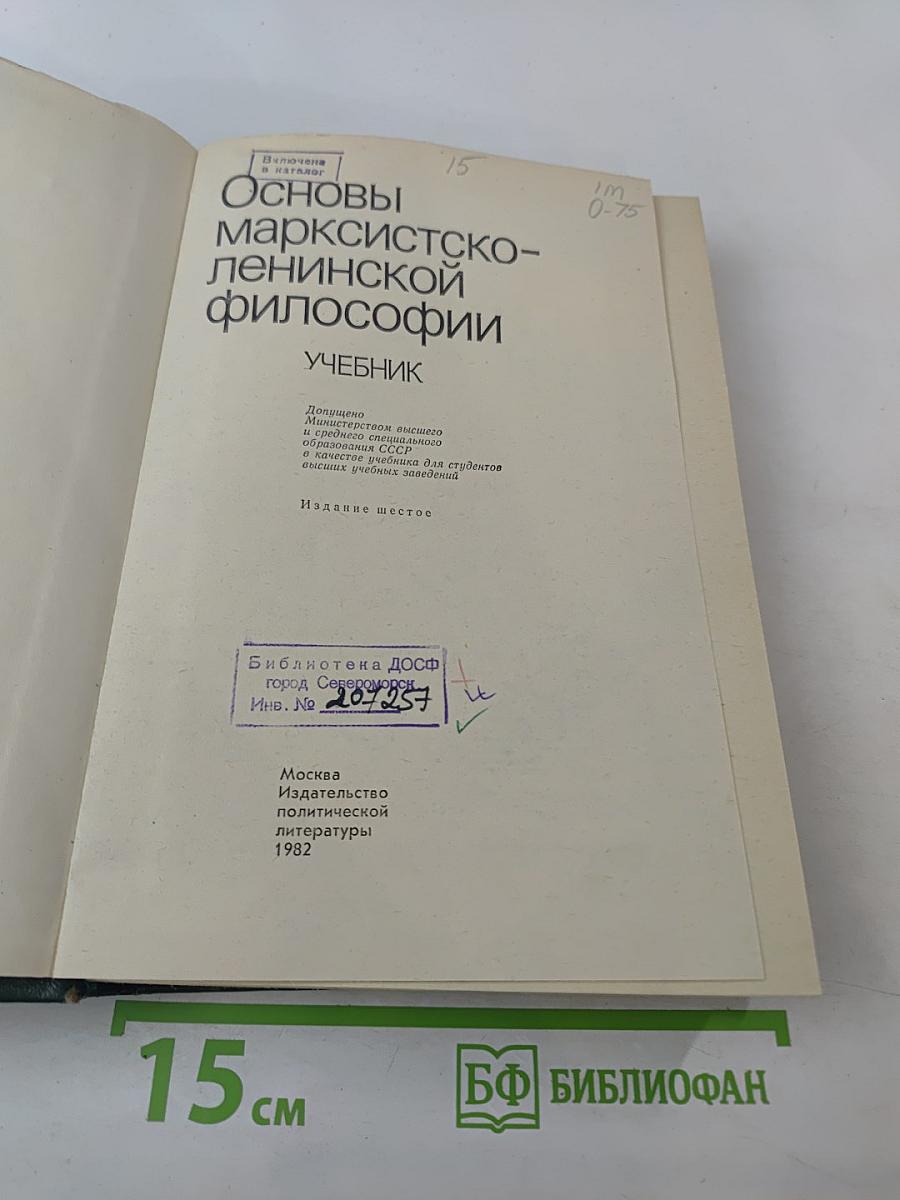 Включена
в каталог
15
1m
0-75
Основы
марксистско-
ленинской
философии
УЧЕБНИК
Допущено
Министерством высшего
и среднего специального
образования СССР
в качестве учебника для студентов
высших учебных заведений
Издание шестое
Библиотека ДОСФ
город Североморск
Инв. № 207257
Москва
Издательство
политической
литературы
1982
15 см
БФ БИБЛИОФАН